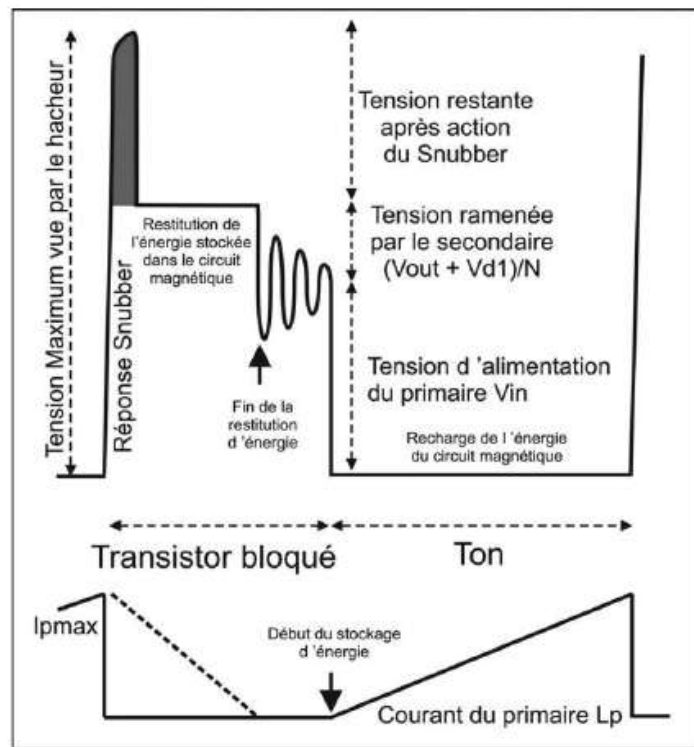 Tension Maximum vue par le hacheur
Réponse Snubber
Tension restante
après action
du Snubber
Restitution de
l'énergie stockée
dans le circuit
magnétique
Tension ramenée
par le secondaire
(Vout + Vd1)/N
Tension d 'alimentation
du primaire Vin
Fin de la
restitution
d 'énergie
Recharge de l 'énergie
du circuit magnétique
Transistor bloqué
Ton
Ipmax
Début du stockage
d 'énergie
Courant du primaire Lp